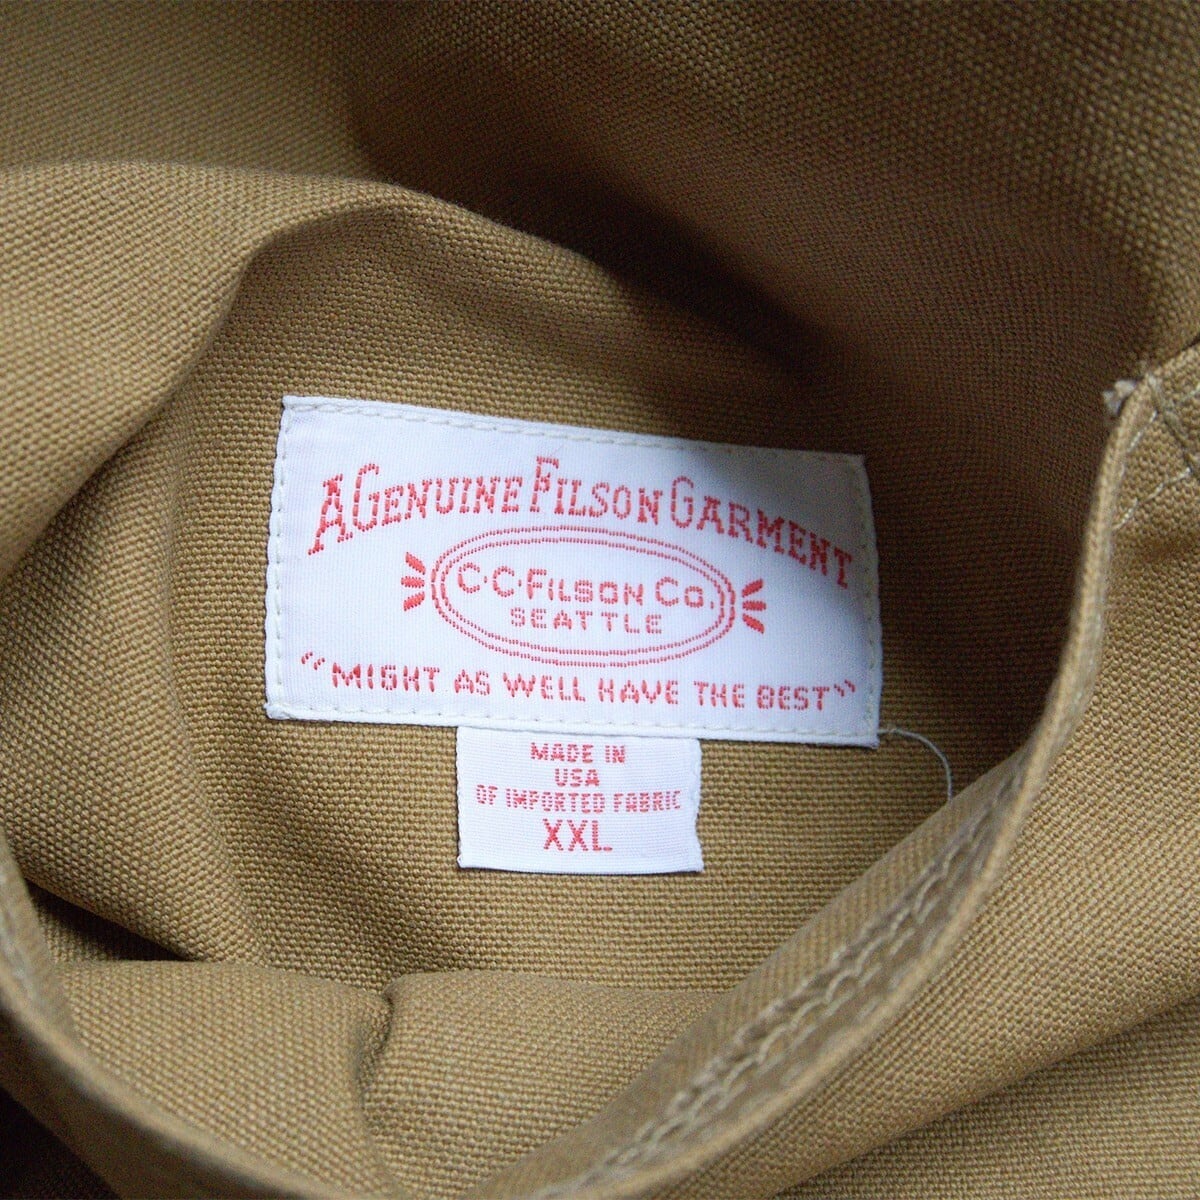 A GENUINE FILSON GARMENT
C·C·FILSON CO.
SEATTLE
"MIGHT AS WELL HAVE THE BEST"
MADE IN
USA
OF IMPORTED FABRIC
XXL